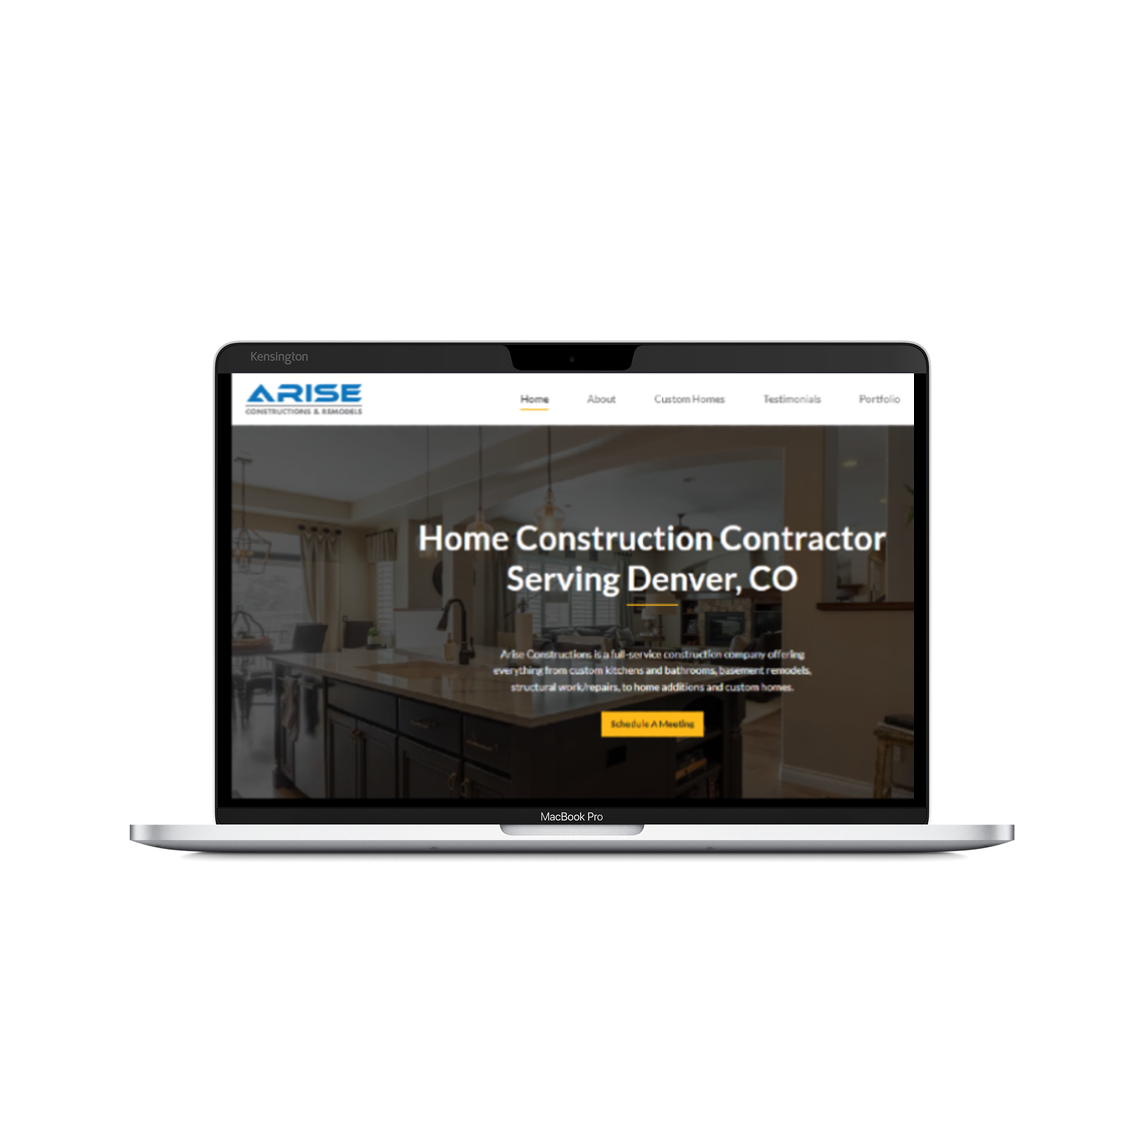 Kensington
ARISE
CONSTRUCTIONS & REMODELS
Home About Custom Homes Testimonials Portfolio
Home Construction Contractor
Serving Denver, CO
Arise Constructions is a full-service construction company offering
everything from custom kitchens and bathrooms, basement remodels,
structural work/repairs, to home additions and custom homes.
Schedule A Meeting
MacBook Pro